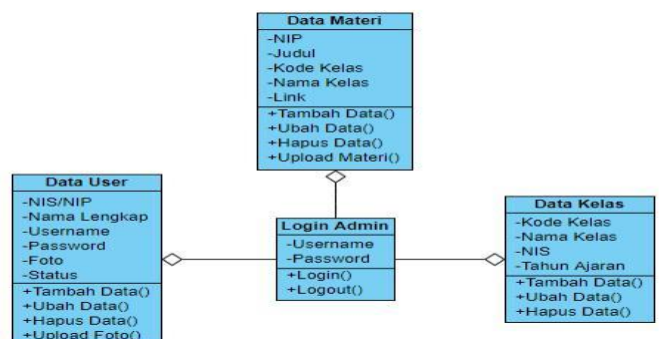 Data Materi
-NIP
-Judul
-Kode Kelas
-Nama Kelas
-Link
+Tambah Data()
+Ubah Data()
+Hapus Data()
+Upload Materi()
Data User
-NIS/NIP
-Nama Lengkap
-Username
-Password
-Foto
-Status
+Tambah Data()
+Ubah Data()
+Hapus Data()
+Upload Foto()
Login Admin
-Username
-Password
+Login()
+Logout()
Data Kelas
-Kode Kelas
-Nama Kelas
-NIS
-Tahun Ajaran
+Tambah Data()
+Ubah Data()
+Hapus Data()